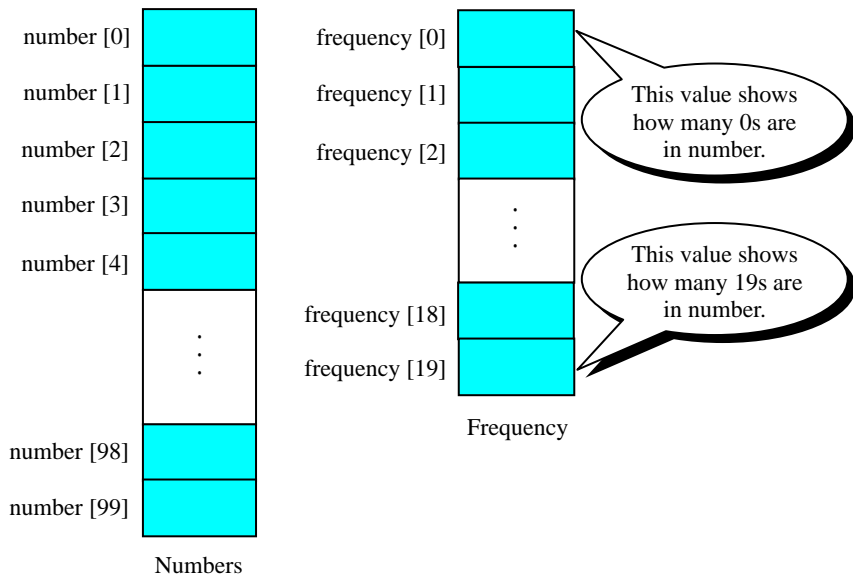 number [0]
number [1]
number [2]
number [3]
number [4]
number [98]
number [99]
Numbers
frequency [0]
frequency [1]
frequency [2]
frequency [18]
frequency [19]
Frequency
This value shows
how many 0s are
in number.
This value shows
how many 19s are
in number.